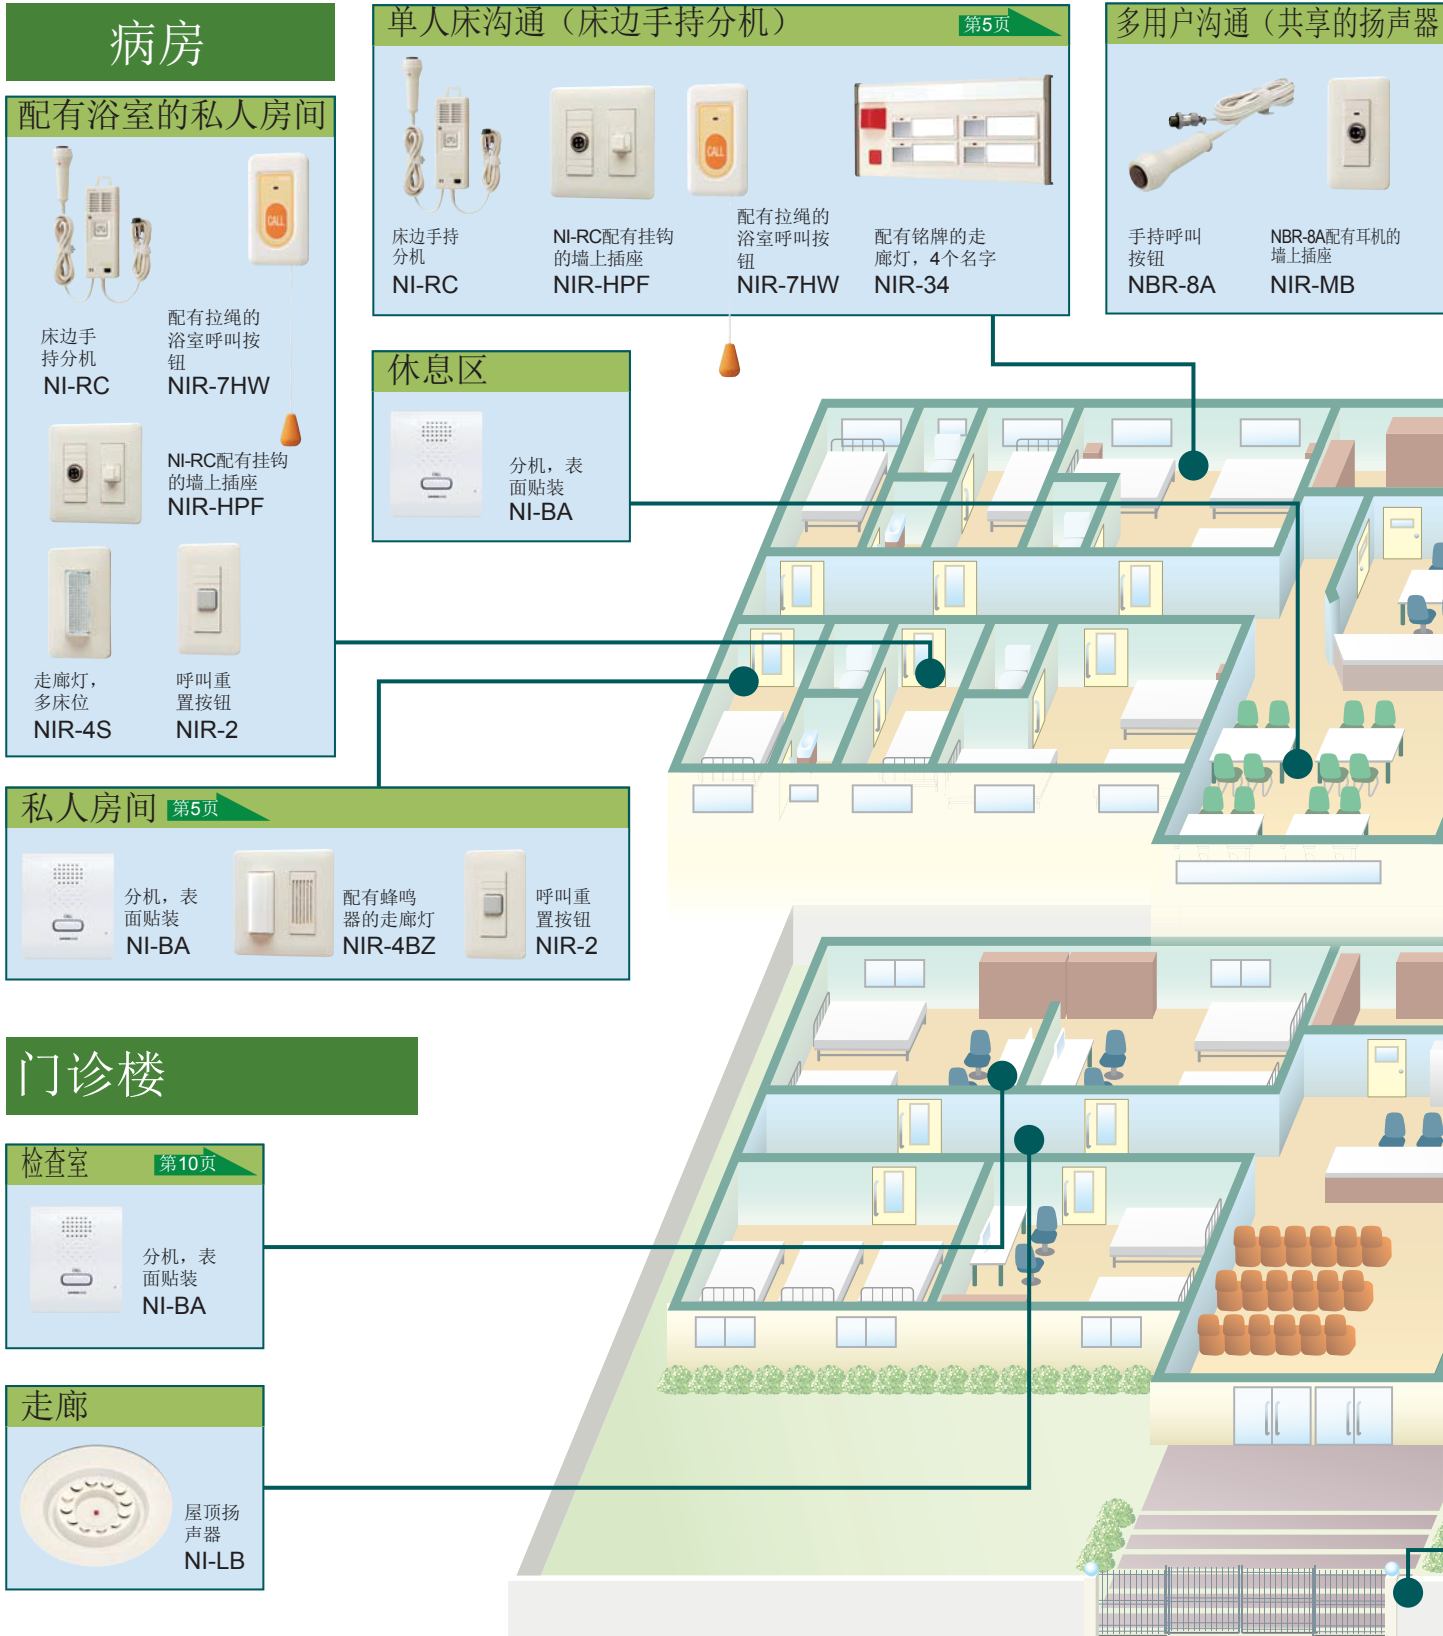 病房
配有浴室的私人房间
CALL
床边手
持分机
NI-RC
配有拉绳的
浴室呼叫按
钮
NIR-7HW
NI-RC配有挂钩
的墙上插座
NIR-HPF
走廊灯，
多床位
NIR-4S
呼叫重
置按钮
NIR-2
单人床沟通（床边手持分机）
第5页
CALL
床边手持
分机
NI-RC
NI-RC配有挂钩
的墙上插座
NIR-HPF
配有拉绳的
浴室呼叫按
钮
NIR-7HW
配有铭牌的走
廊灯，4个名字
NIR-34
多用户沟通（共享的扬声器
手持呼叫
按钮
NBR-8A
NBR-8A配有耳机的
墙上插座
NIR-MB
休息区
分机，表
面贴装
NI-BA
私人房间
第5页
分机，表
面贴装
NI-BA
配有蜂鸣
器的走廊灯
NIR-4BZ
呼叫重
置按钮
NIR-2
门诊楼
检查室
第10页
分机，表
面贴装
NI-BA
走廊
屋顶扬
声器
NI-LB